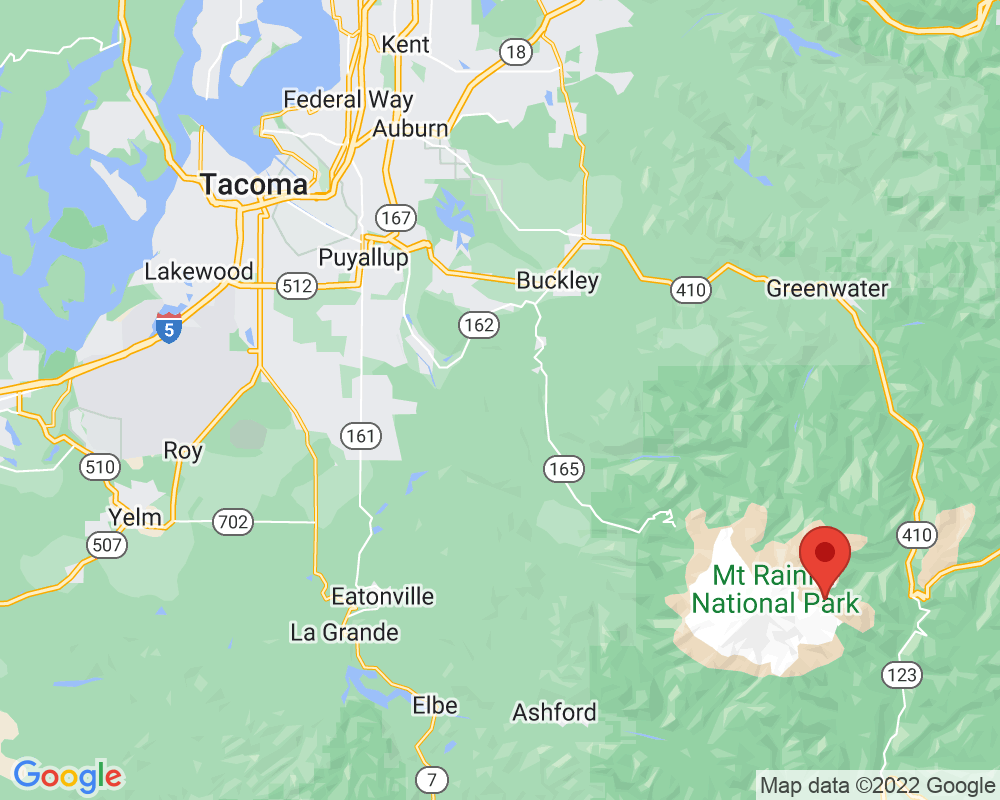 Kent
18
Federal Way
Auburn
Tacoma
167
Puyallup
Lakewood
512
Buckley
410
Greenwater
5
162
161
Roy
510
165
Yelm
702
507
410
Mt Raini
National Park
Eatonville
La Grande
123
Elbe
Ashford
7
Google
Map data ©2022 Google